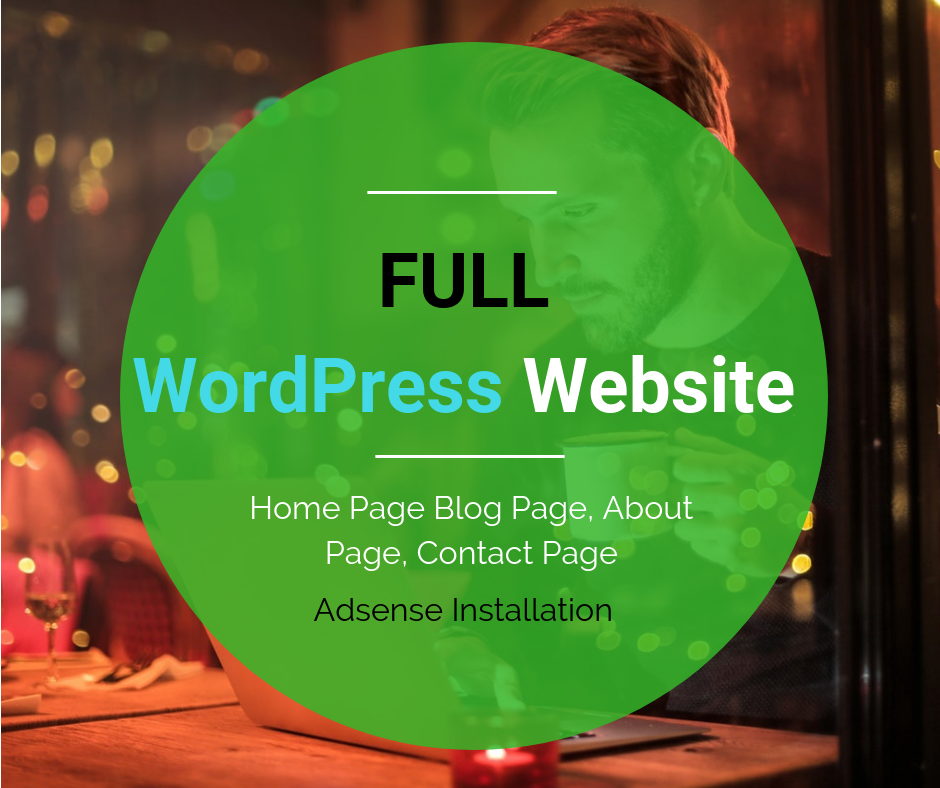 FULL
WordPress Website
Home Page Blog Page, About
Page, Contact Page
Adsense Installation